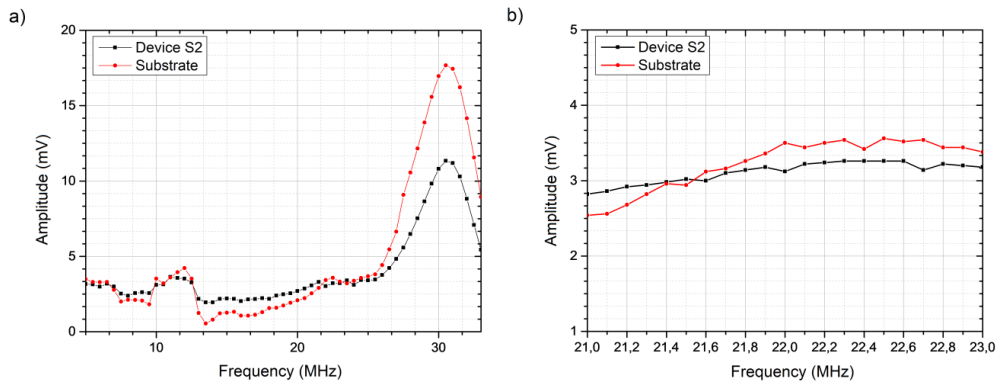 a)
Device S2
Substrate
Amplitude (mV)
20
15
10
5
0
10
20
30
Frequency (MHz)
b)
Device S2
Substrate
Amplitude (mV)
5
4
3
2
1
21,0
21,2
21,4
21,6
21,8
22,0
22,2
22,4
22,6
22,8
23,0
Frequency (MHz)